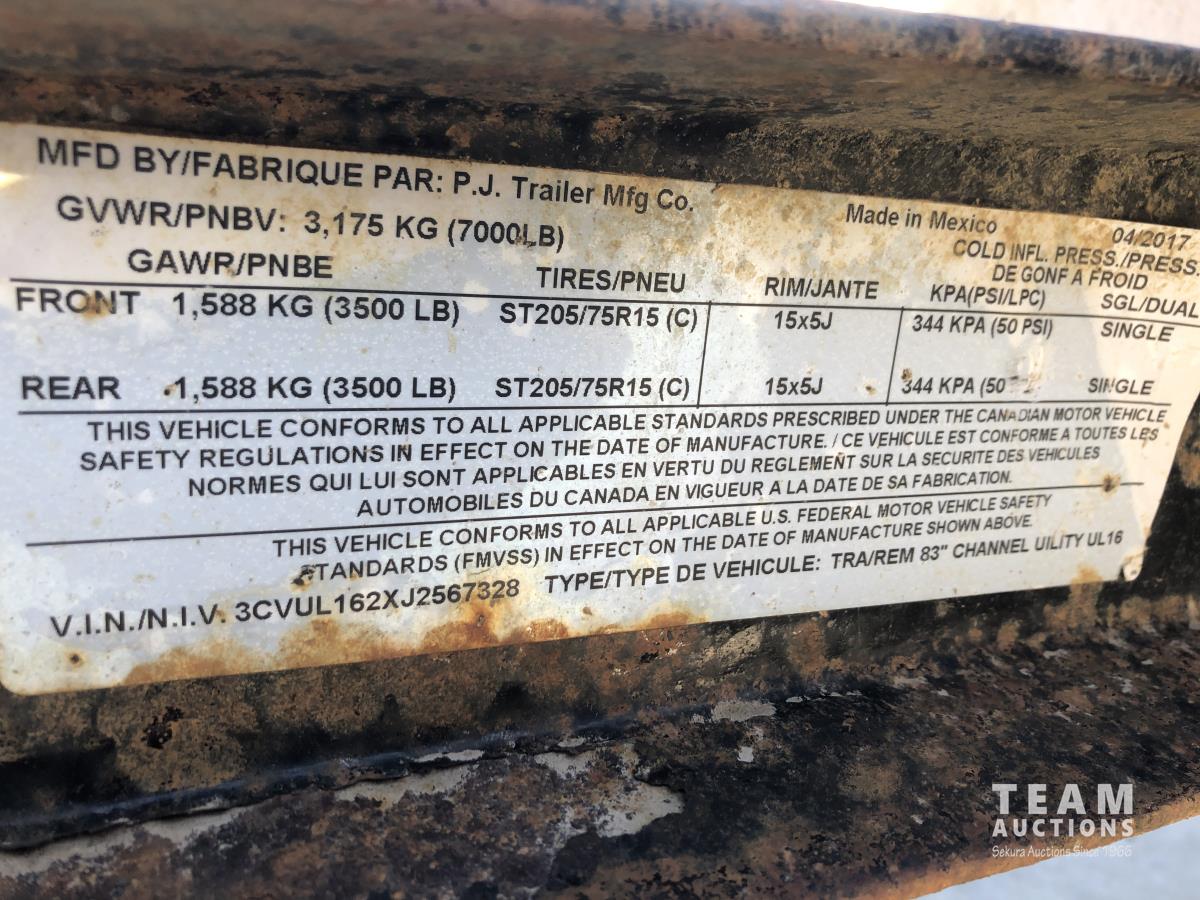 MFD BY/FABRIQUE PAR: P.J. Trailer Mfg Co. Made in Mexico 04/2017
GVWR/PNBV: 3,175 KG (7000LB) COLD INFL. PRESS./PRESS.
DE GONF A FROID
GAWR/PNBE TIRES/PNEU RIM/JANTE KPA(PSI/LPC) SGL/DUAL
FRONT 1,588 KG (3500 LB) ST205/75R15 (C) 15x5J 344 KPA (50 PSI) SINGLE
REAR 1,588 KG (3500 LB) ST205/75R15 (C) 15x5J 344 KPA (50 SINGLE
THIS VEHICLE CONFORMS TO ALL APPLICABLE STANDARDS PRESCRIBED UNDER THE CANADIAN MOTOR VEHICLE
SAFETY REGULATIONS IN EFFECT ON THE DATE OF MANUFACTURE. / CE VEHICULE EST CONFORME A TOUTES LES
NORMES QUI LUI SONT APPLICABLES EN VERTU DU REGLEMENT SUR LA SECURITE DES VEHICULES
AUTOMOBILES DU CANADA EN VIGUEUR A LA DATE DE SA FABRICATION.
THIS VEHICLE CONFORMS TO ALL APPLICABLE U.S. FEDERAL MOTOR VEHICLE SAFETY
STANDARDS (FMVSS) IN EFFECT ON THE DATE OF MANUFACTURE SHOWN ABOVE.
V.I.N./N.I.V. 3CVUL162XJ2567328 TYPE/TYPE DE VEHICULE: TRA/REM 83" CHANNEL UILITY UL16
TEAM
AUCTIONS
Sekura Auctions Since 1966